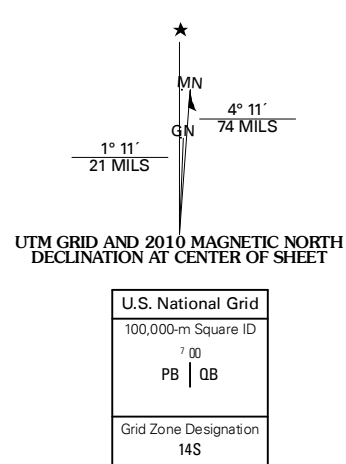 ★
MN
GN
4° 11´
74 MILS
1° 11´
21 MILS
UTM GRID AND 2010 MAGNETIC NORTH
DECLINATION AT CENTER OF SHEET
U.S. National Grid
100,000-m Square ID
7 00
PB QB
Grid Zone Designation
14S